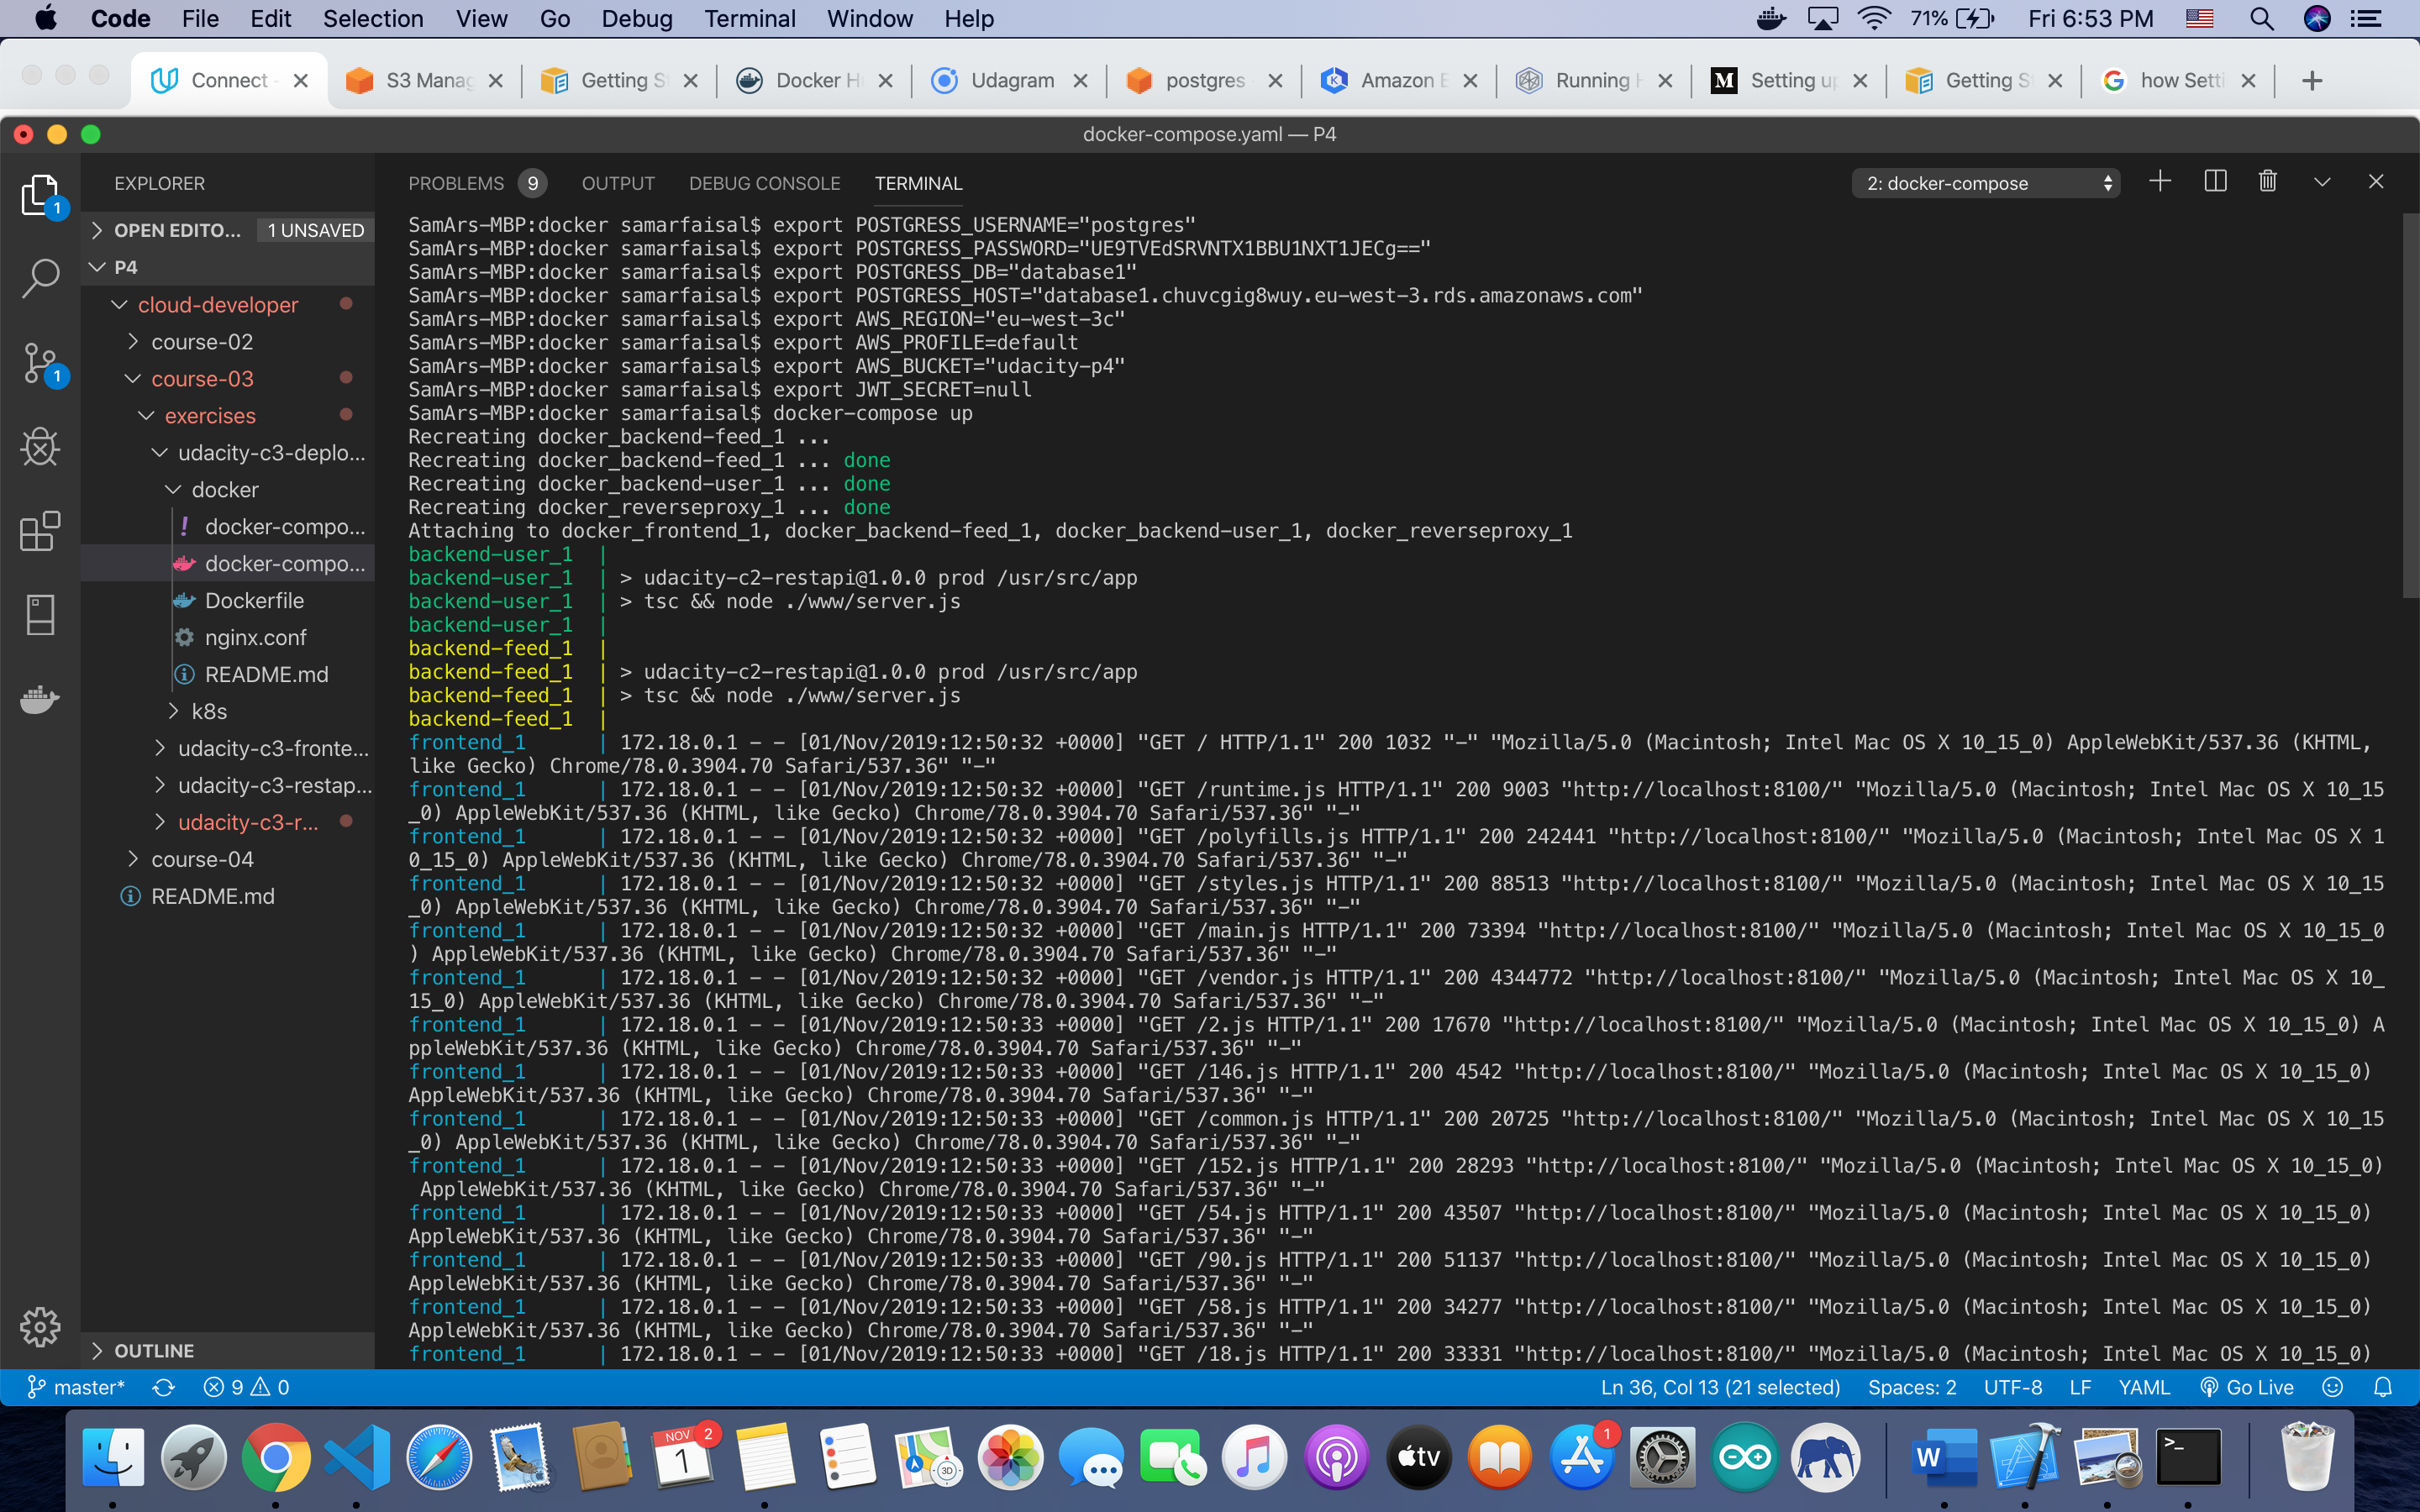 Code File Edit Selection View Go Debug Terminal Window Help 71% Fri 6:53 PM
Connect - S3 Manag Getting S Docker H Udagram postgres Amazon E Running H Setting up Getting S how Setti
docker-compose.yaml — P4
EXPLORER
OPEN EDITO... 1 UNSAVED
P4
cloud-developer
course-02
course-03
exercises
udacity-c3-deplo...
docker
docker-compo...
docker-compo...
Dockerfile
nginx.conf
README.md
k8s
udacity-c3-fronte...
udacity-c3-restap...
udacity-c3-r...
course-04
README.md
OUTLINE
PROBLEMS 9 OUTPUT DEBUG CONSOLE TERMINAL 2: docker-compose
SamArs-MBP:docker samarfaisal$ export POSTGRESS_USERNAME="postgres"
SamArs-MBP:docker samarfaisal$ export POSTGRESS_PASSWORD="UE9TVEdSRVNTX1BBU1NXT1JECg=="
SamArs-MBP:docker samarfaisal$ export POSTGRESS_DB="database1"
SamArs-MBP:docker samarfaisal$ export POSTGRESS_HOST="database1.chuvcgig8wuy.eu-west-3.rds.amazonaws.com"
SamArs-MBP:docker samarfaisal$ export AWS_REGION="eu-west-3c"
SamArs-MBP:docker samarfaisal$ export AWS_PROFILE=default
SamArs-MBP:docker samarfaisal$ export AWS_BUCKET="udacity-p4"
SamArs-MBP:docker samarfaisal$ export JWT_SECRET=null
SamArs-MBP:docker samarfaisal$ docker-compose up
Recreating docker_backend-feed_1 ...
Recreating docker_backend-feed_1 ... done
Recreating docker_backend-user_1 ... done
Recreating docker_reverseproxy_1 ... done
Attaching to docker_frontend_1, docker_backend-feed_1, docker_backend-user_1, docker_reverseproxy_1
backend-user_1 |
backend-user_1 | > udacity-c2-restapi@1.0.0 prod /usr/src/app
backend-user_1 | > tsc && node ./www/server.js
backend-user_1 |
backend-feed_1 |
backend-feed_1 | > udacity-c2-restapi@1.0.0 prod /usr/src/app
backend-feed_1 | > tsc && node ./www/server.js
backend-feed_1 |
frontend_1 | 172.18.0.1 - - [01/Nov/2019:12:50:32 +0000] "GET / HTTP/1.1" 200 1032 "-" "Mozilla/5.0 (Macintosh; Intel Mac OS X 10_15_0) AppleWebKit/537.36 (KHTML,
like Gecko) Chrome/78.0.3904.70 Safari/537.36" "-"
frontend_1 | 172.18.0.1 - - [01/Nov/2019:12:50:32 +0000] "GET /runtime.js HTTP/1.1" 200 9003 "http://localhost:8100/" "Mozilla/5.0 (Macintosh; Intel Mac OS X 10_15
_0) AppleWebKit/537.36 (KHTML, like Gecko) Chrome/78.0.3904.70 Safari/537.36" "-"
frontend_1 | 172.18.0.1 - - [01/Nov/2019:12:50:32 +0000] "GET /polyfills.js HTTP/1.1" 200 242441 "http://localhost:8100/" "Mozilla/5.0 (Macintosh; Intel Mac OS X 1
0_15_0) AppleWebKit/537.36 (KHTML, like Gecko) Chrome/78.0.3904.70 Safari/537.36" "-"
frontend_1 | 172.18.0.1 - - [01/Nov/2019:12:50:32 +0000] "GET /styles.js HTTP/1.1" 200 88513 "http://localhost:8100/" "Mozilla/5.0 (Macintosh; Intel Mac OS X 10_15
_0) AppleWebKit/537.36 (KHTML, like Gecko) Chrome/78.0.3904.70 Safari/537.36" "-"
frontend_1 | 172.18.0.1 - - [01/Nov/2019:12:50:32 +0000] "GET /main.js HTTP/1.1" 200 73394 "http://localhost:8100/" "Mozilla/5.0 (Macintosh; Intel Mac OS X 10_15_0
) AppleWebKit/537.36 (KHTML, like Gecko) Chrome/78.0.3904.70 Safari/537.36" "-"
frontend_1 | 172.18.0.1 - - [01/Nov/2019:12:50:32 +0000] "GET /vendor.js HTTP/1.1" 200 4344772 "http://localhost:8100/" "Mozilla/5.0 (Macintosh; Intel Mac OS X 10_
15_0) AppleWebKit/537.36 (KHTML, like Gecko) Chrome/78.0.3904.70 Safari/537.36" "-"
frontend_1 | 172.18.0.1 - - [01/Nov/2019:12:50:33 +0000] "GET /2.js HTTP/1.1" 200 17670 "http://localhost:8100/" "Mozilla/5.0 (Macintosh; Intel Mac OS X 10_15_0) A
ppleWebKit/537.36 (KHTML, like Gecko) Chrome/78.0.3904.70 Safari/537.36" "-"
frontend_1 | 172.18.0.1 - - [01/Nov/2019:12:50:33 +0000] "GET /146.js HTTP/1.1" 200 4542 "http://localhost:8100/" "Mozilla/5.0 (Macintosh; Intel Mac OS X 10_15_0)
AppleWebKit/537.36 (KHTML, like Gecko) Chrome/78.0.3904.70 Safari/537.36" "-"
frontend_1 | 172.18.0.1 - - [01/Nov/2019:12:50:33 +0000] "GET /common.js HTTP/1.1" 200 20725 "http://localhost:8100/" "Mozilla/5.0 (Macintosh; Intel Mac OS X 10_15
_0) AppleWebKit/537.36 (KHTML, like Gecko) Chrome/78.0.3904.70 Safari/537.36" "-"
frontend_1 | 172.18.0.1 - - [01/Nov/2019:12:50:33 +0000] "GET /152.js HTTP/1.1" 200 28293 "http://localhost:8100/" "Mozilla/5.0 (Macintosh; Intel Mac OS X 10_15_0)
AppleWebKit/537.36 (KHTML, like Gecko) Chrome/78.0.3904.70 Safari/537.36" "-"
frontend_1 | 172.18.0.1 - - [01/Nov/2019:12:50:33 +0000] "GET /54.js HTTP/1.1" 200 43507 "http://localhost:8100/" "Mozilla/5.0 (Macintosh; Intel Mac OS X 10_15_0)
AppleWebKit/537.36 (KHTML, like Gecko) Chrome/78.0.3904.70 Safari/537.36" "-"
frontend_1 | 172.18.0.1 - - [01/Nov/2019:12:50:33 +0000] "GET /90.js HTTP/1.1" 200 51137 "http://localhost:8100/" "Mozilla/5.0 (Macintosh; Intel Mac OS X 10_15_0)
AppleWebKit/537.36 (KHTML, like Gecko) Chrome/78.0.3904.70 Safari/537.36" "-"
frontend_1 | 172.18.0.1 - - [01/Nov/2019:12:50:33 +0000] "GET /58.js HTTP/1.1" 200 34277 "http://localhost:8100/" "Mozilla/5.0 (Macintosh; Intel Mac OS X 10_15_0)
AppleWebKit/537.36 (KHTML, like Gecko) Chrome/78.0.3904.70 Safari/537.36" "-"
frontend_1 | 172.18.0.1 - - [01/Nov/2019:12:50:33 +0000] "GET /18.js HTTP/1.1" 200 33331 "http://localhost:8100/" "Mozilla/5.0 (Macintosh; Intel Mac OS X 10_15_0)
master* 9 0 Ln 36, Col 13 (21 selected) Spaces: 2 UTF-8 LF YAML Go Live
NOV 1 2 3D tv 1 W